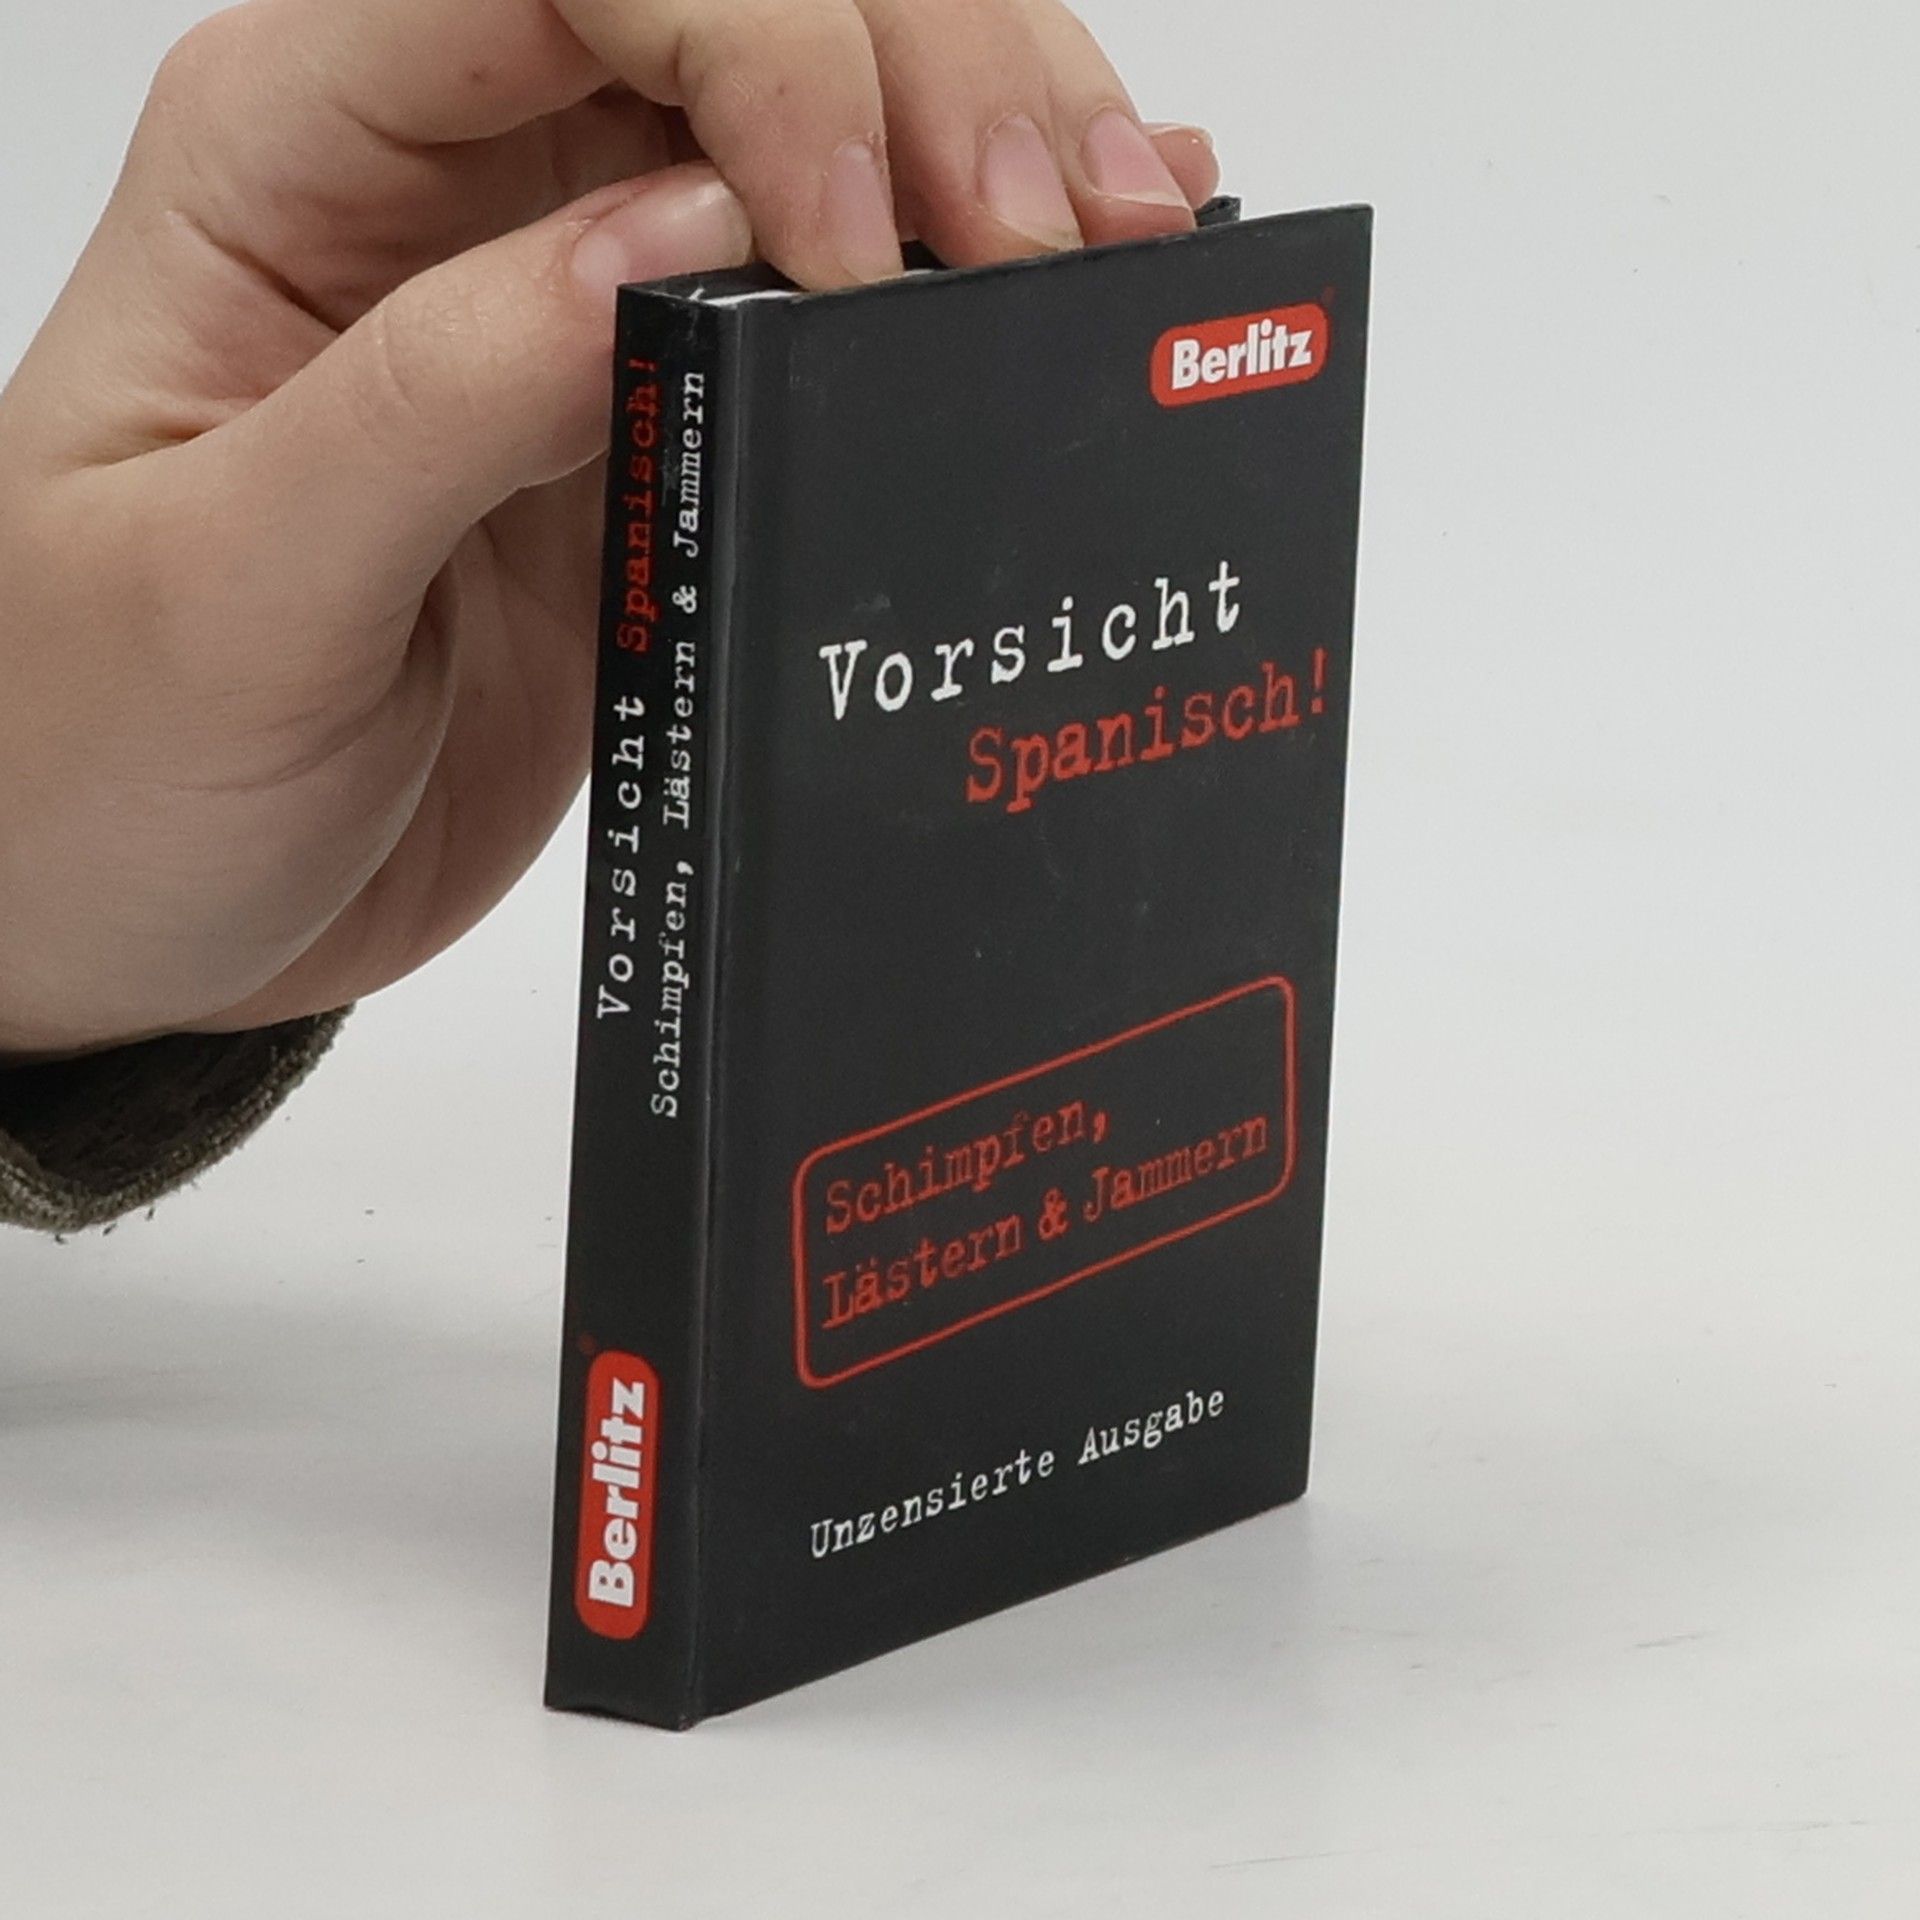 Vorsicht Spanisch!
Schimpfen, Lästern & Jammern
Berlitz
Berlitz
Vorsicht
Spanisch!
Schimpfen,
Lästern & Jammern
Unzensierte Ausgabe